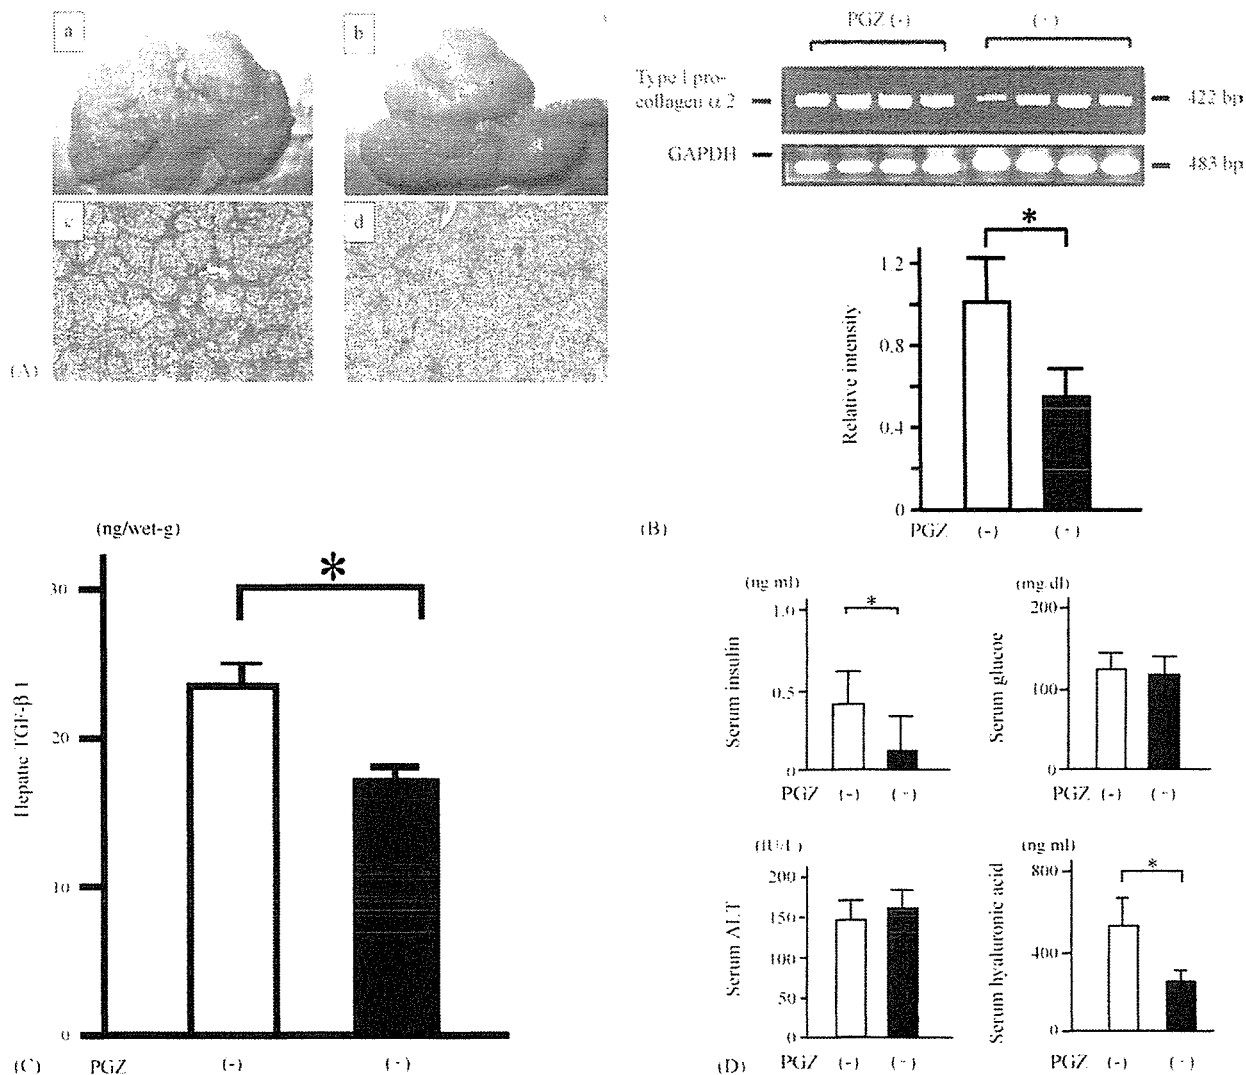 a
b
c
d
(A)
PGZ (-)
(+)
Type I pro-
collagen α 2
422 bp
GAPDH
483 bp
*
Relative intensity
1.2
0.8
0.4
0
PGZ (-) (+)
(B)
(ng/wet-g)
*
Hepatic TGF-β 1
30
20
10
0
PGZ (-) (+)
(C)
(ng ml)
*
Serum insulin
1.0
0.5
0
PGZ (-) (+)
(mg dl)
Serum glucoe
200
100
0
PGZ (-) (+)
(IU/L)
Serum ALT
200
150
100
50
0
PGZ (-) (+)
(ng ml)
*
Serum hyaluronic acid
800
400
0
PGZ (-) (+)
(D)